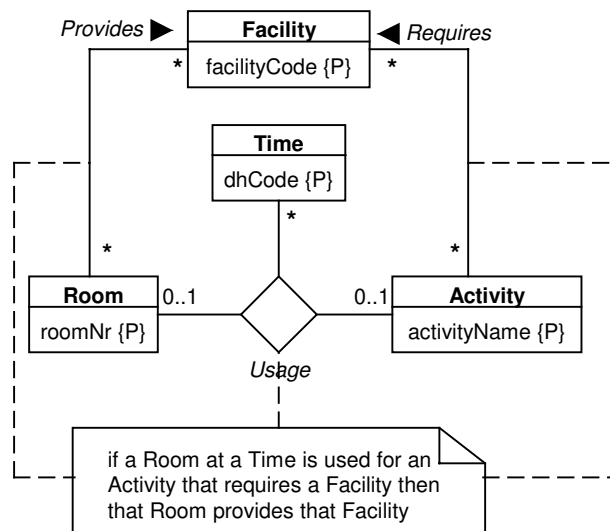 Provides
Facility
Requires
*
facilityCode {P}
*
Time
dhCode {P}
*
*
*
Room
0..1
0..1
Activity
roomNr {P}
activityName {P}
Usage
if a Room at a Time is used for an
Activity that requires a Facility then
that Room provides that Facility